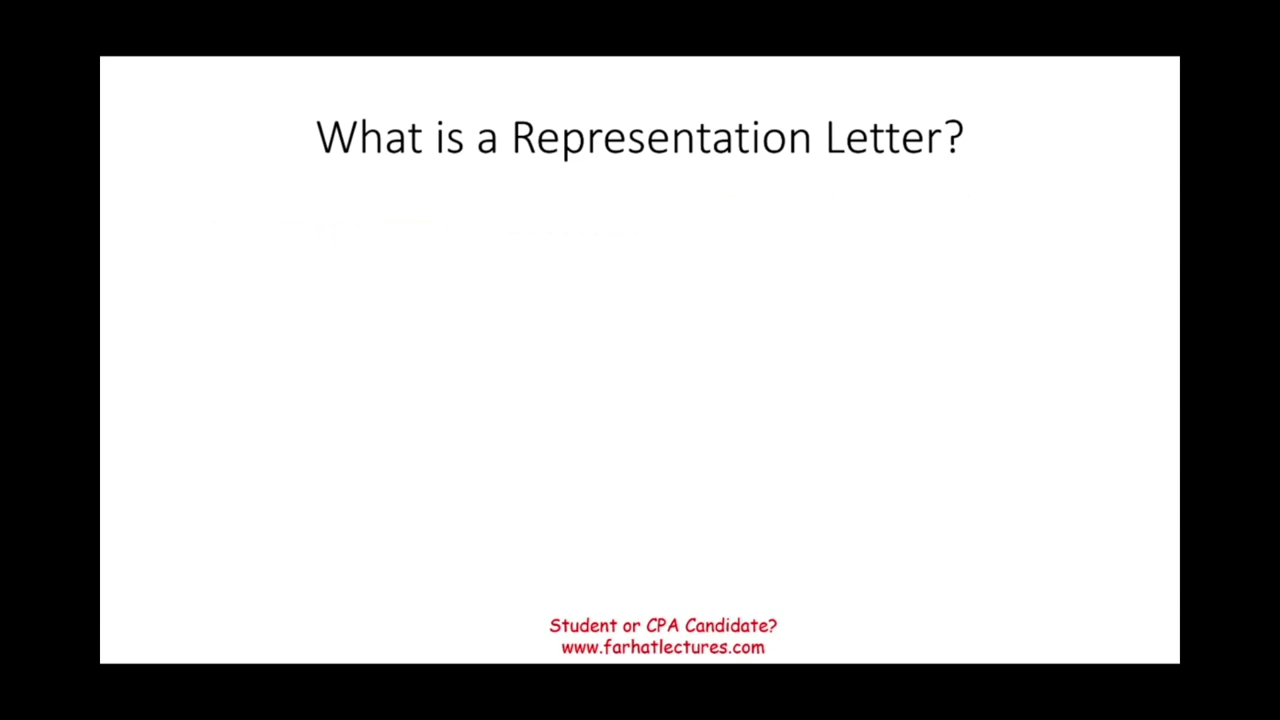 What is a Representation Letter?
Student or CPA Candidate?
www.farhatlectures.com